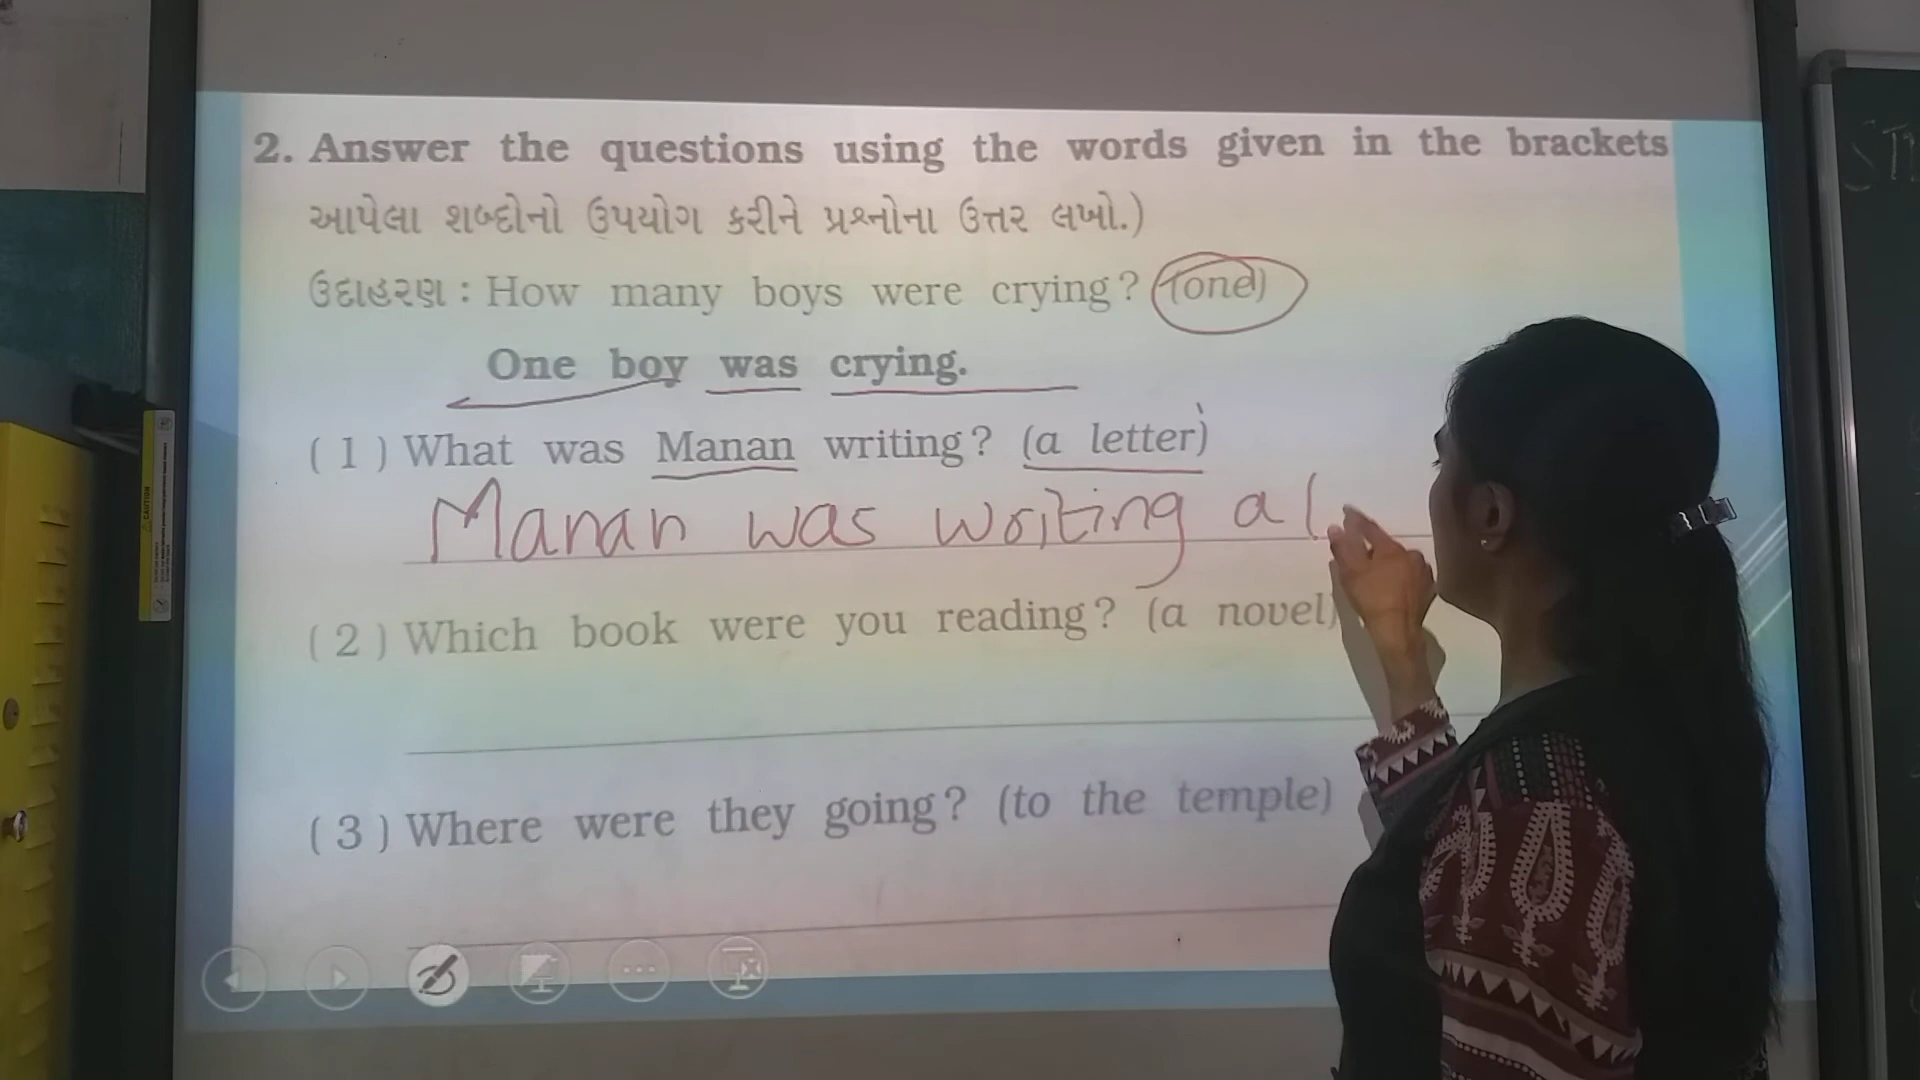 2. Answer the questions using the words given in the brackets
આપેલા શબ્દોનો ઉપયોગ કરીને પ્રશ્નોના ઉત્તર લખો.)
ઉદાહરણ : How many boys were crying? (one)
One boy was crying.
( 1 ) What was Manan writing? (a letter)
Manan was writing a l
( 2 ) Which book were you reading? (a novel)
( 3 ) Where were they going? (to the temple)
CAUTION
ST